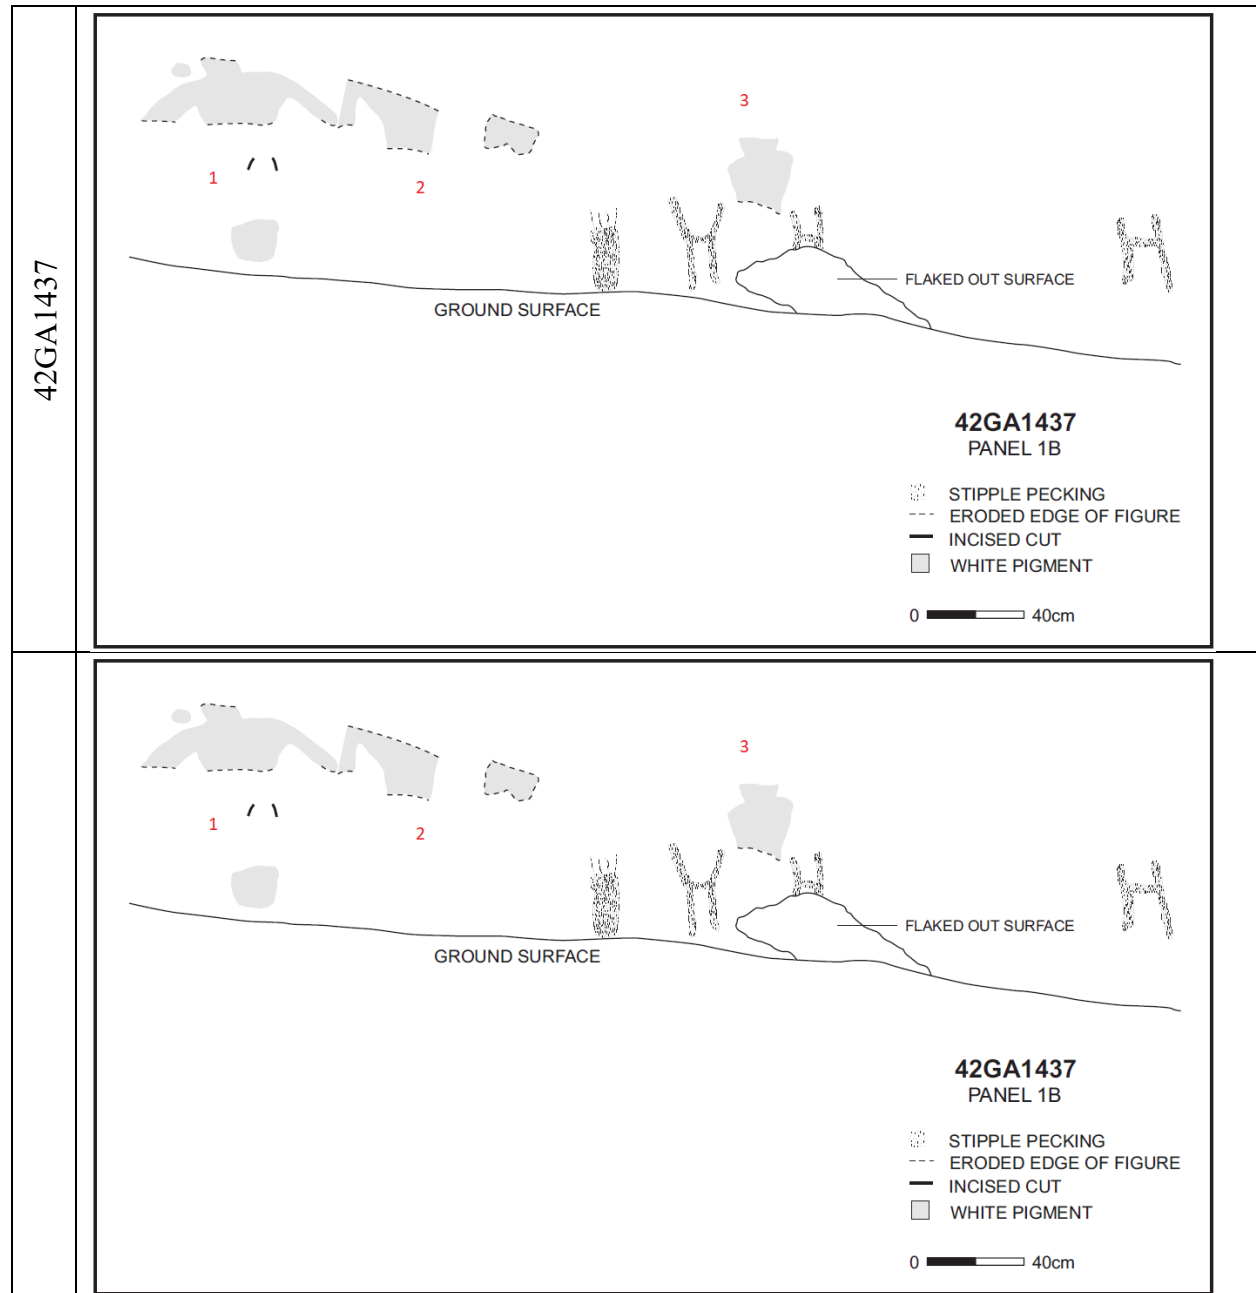 42GA1437
3
1
2
FLAKED OUT SURFACE
GROUND SURFACE
42GA1437
PANEL 1B
STIPPLE PECKING
ERODED EDGE OF FIGURE
INCISED CUT
WHITE PIGMENT
0 40cm
3
1
2
FLAKED OUT SURFACE
GROUND SURFACE
42GA1437
PANEL 1B
STIPPLE PECKING
ERODED EDGE OF FIGURE
INCISED CUT
WHITE PIGMENT
0 40cm